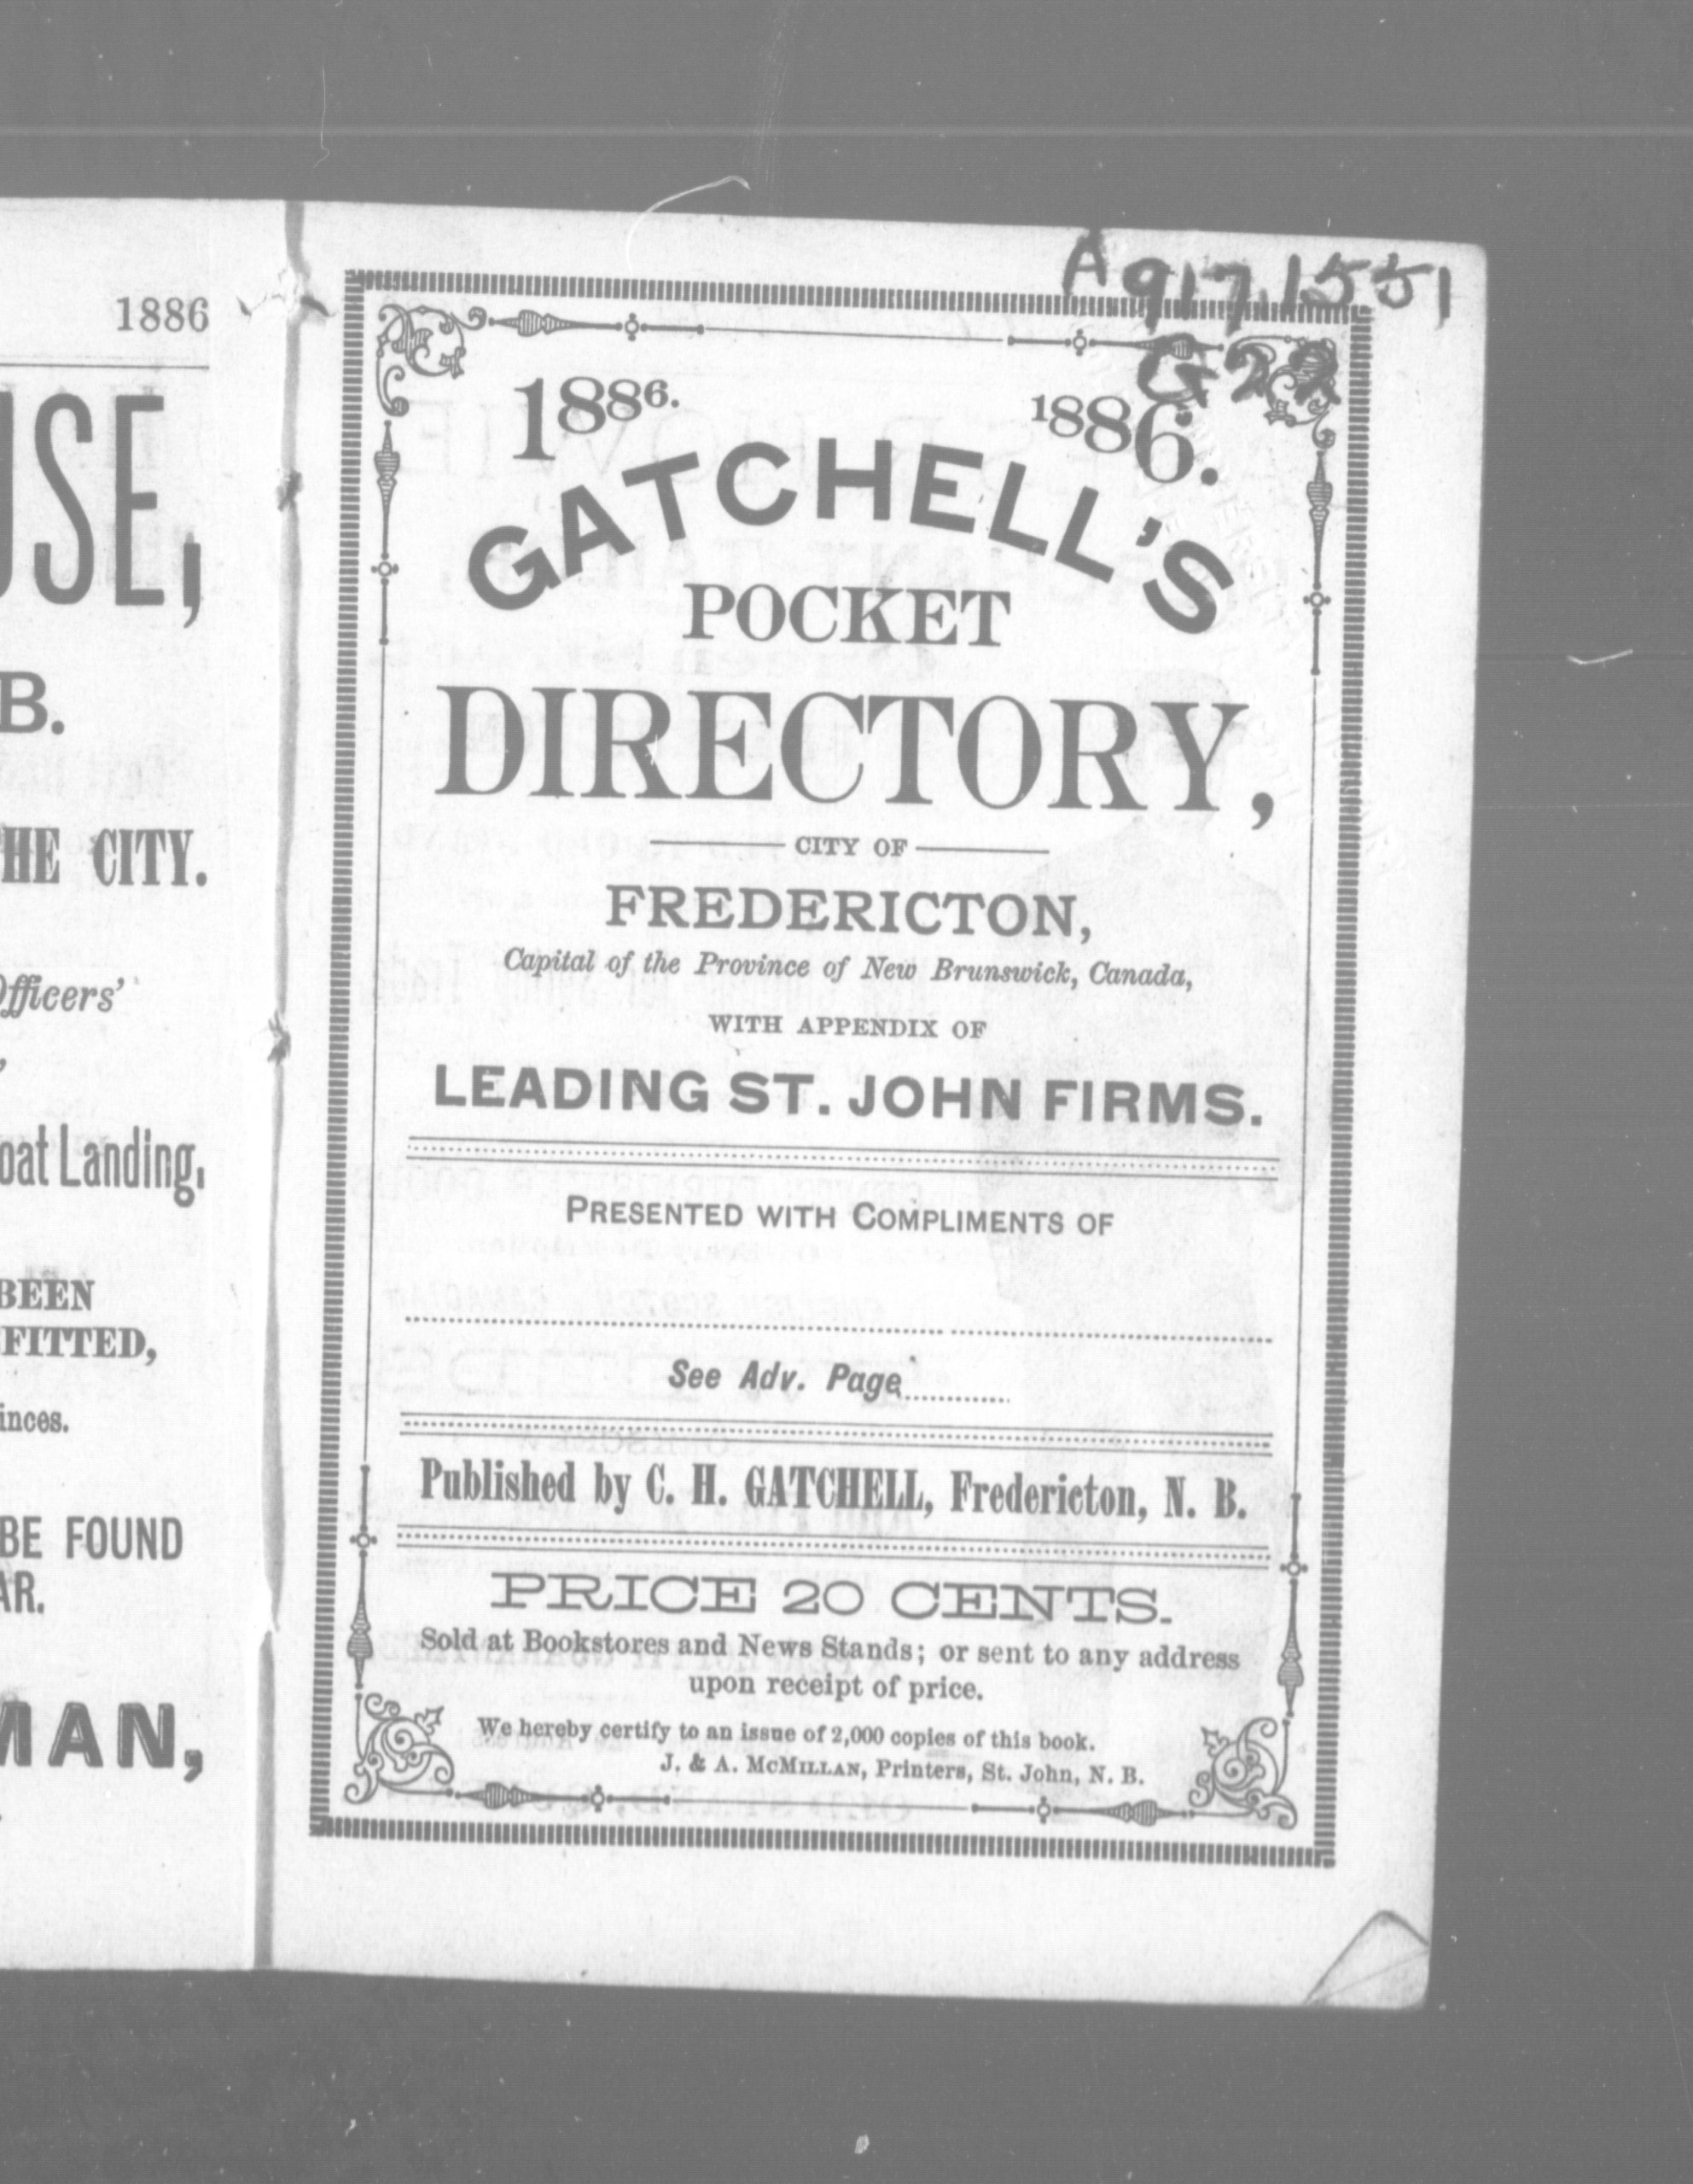 1886
USE,
B.
HE CITY.
Officers'
,
oat Landing,
BEEN
FITTED,
inces.
BE FOUND
AR.
MAN,
A 917.1551
G22
1886. 1886.
GATCHELL'S
POCKET
DIRECTORY,
CITY OF
FREDERICTON,
Capital of the Province of New Brunswick, Canada,
WITH APPENDIX OF
LEADING ST. JOHN FIRMS.
PRESENTED WITH COMPLIMENTS OF
See Adv. Page
Published by C. H. GATCHELL, Fredericton, N. B.
PRICE 20 CENTS.
Sold at Bookstores and News Stands; or sent to any address
upon receipt of price.
We hereby certify to an issue of 2,000 copies of this book.
J. & A. McMILLAN, Printers, St. John, N. B.